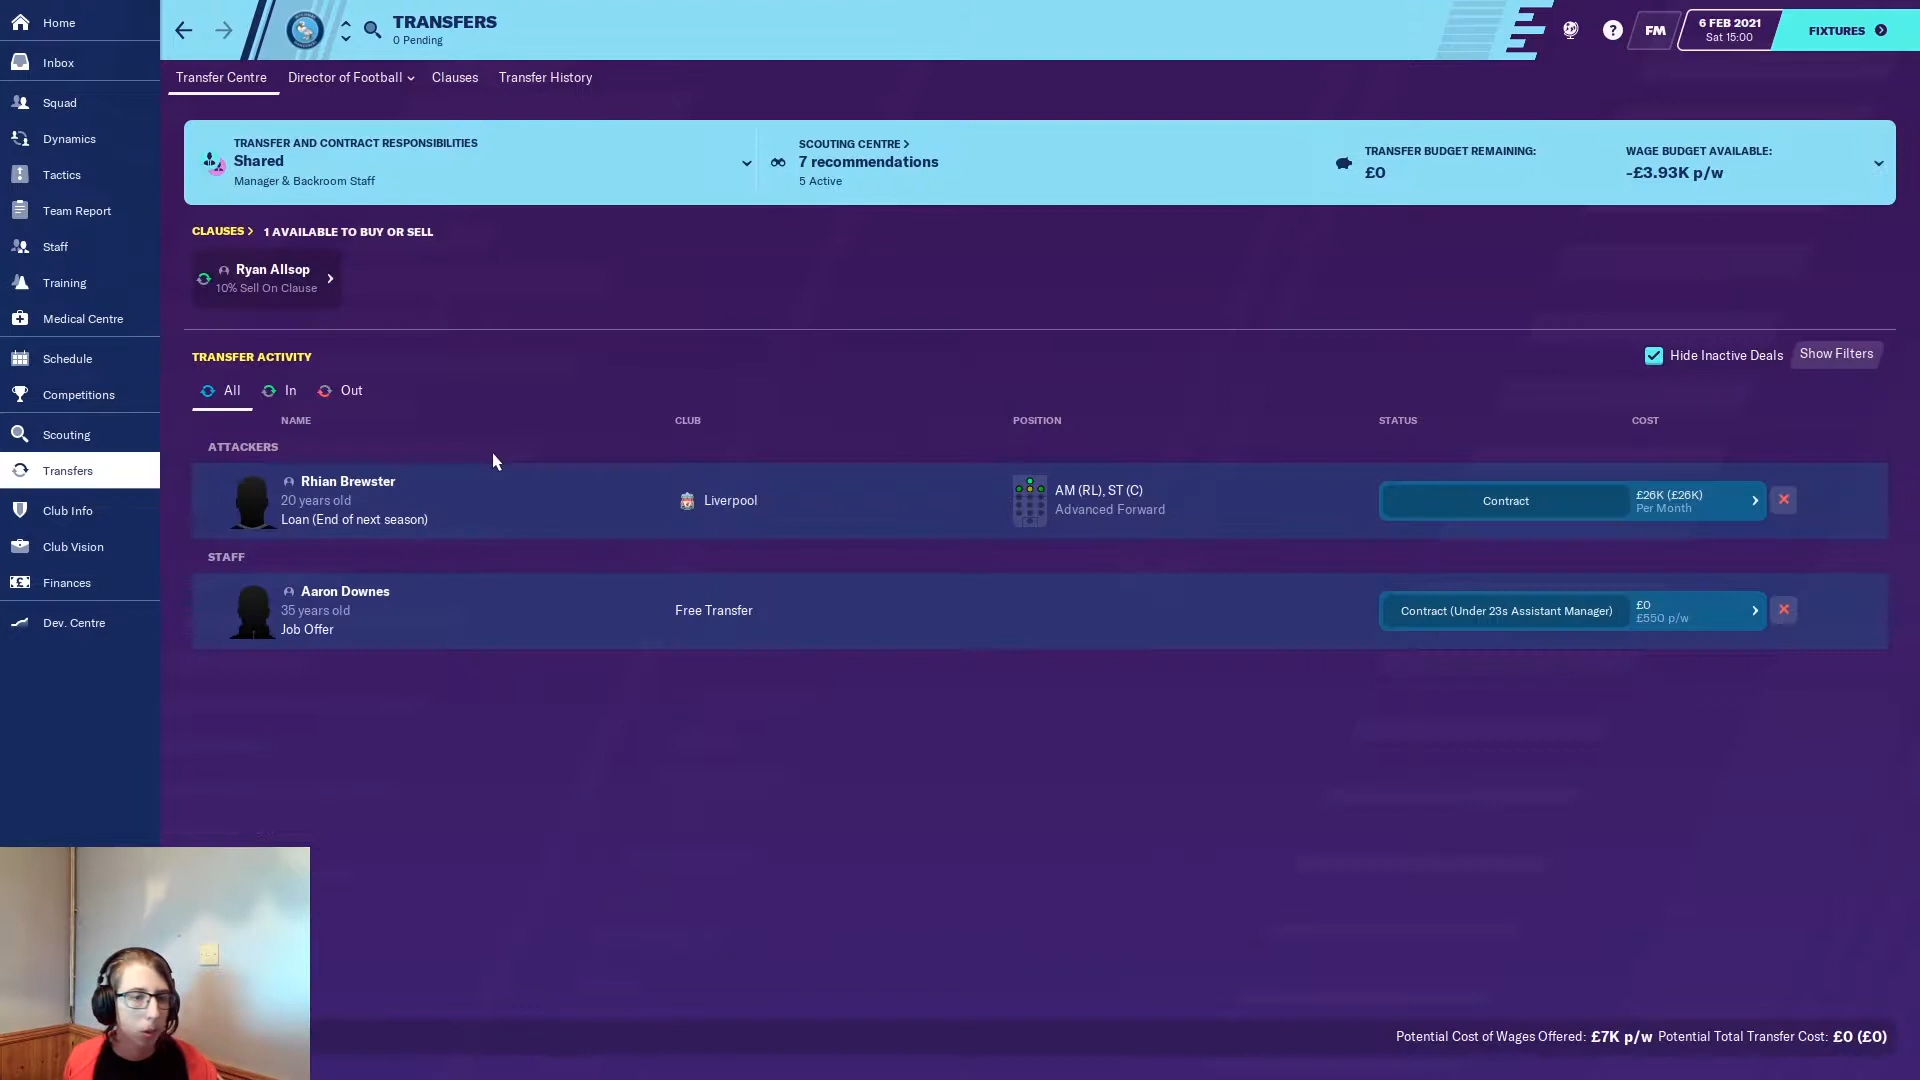 Home
Inbox
Squad
Dynamics
Tactics
Team Report
Staff
Training
Medical Centre
Schedule
Competitions
Scouting
Transfers
Club Info
Club Vision
Finances
Dev. Centre
TRANSFERS
0 Pending
?
FM
6 FEB 2021
Sat 15:00
FIXTURES
Transfer Centre
Director of Football
Clauses
Transfer History
TRANSFER AND CONTRACT RESPONSIBILITIES
Shared
Manager & Backroom Staff
SCOUTING CENTRE >
7 recommendations
5 Active
TRANSFER BUDGET REMAINING:
£0
WAGE BUDGET AVAILABLE:
-£3.93K p/w
CLAUSES > 1 AVAILABLE TO BUY OR SELL
Ryan Allsop
10% Sell On Clause
TRANSFER ACTIVITY
Hide Inactive Deals
Show Filters
All In Out
NAME CLUB POSITION STATUS COST
ATTACKERS
Rhian Brewster
20 years old
Loan (End of next season)
Liverpool
AM (RL), ST (C)
Advanced Forward
Contract
£26K (£26K)
Per Month
STAFF
Aaron Downes
35 years old
Job Offer
Free Transfer
Contract (Under 23s Assistant Manager)
£0
£550 p/w
Potential Cost of Wages Offered: £7K p/w Potential Total Transfer Cost: £0 (£0)